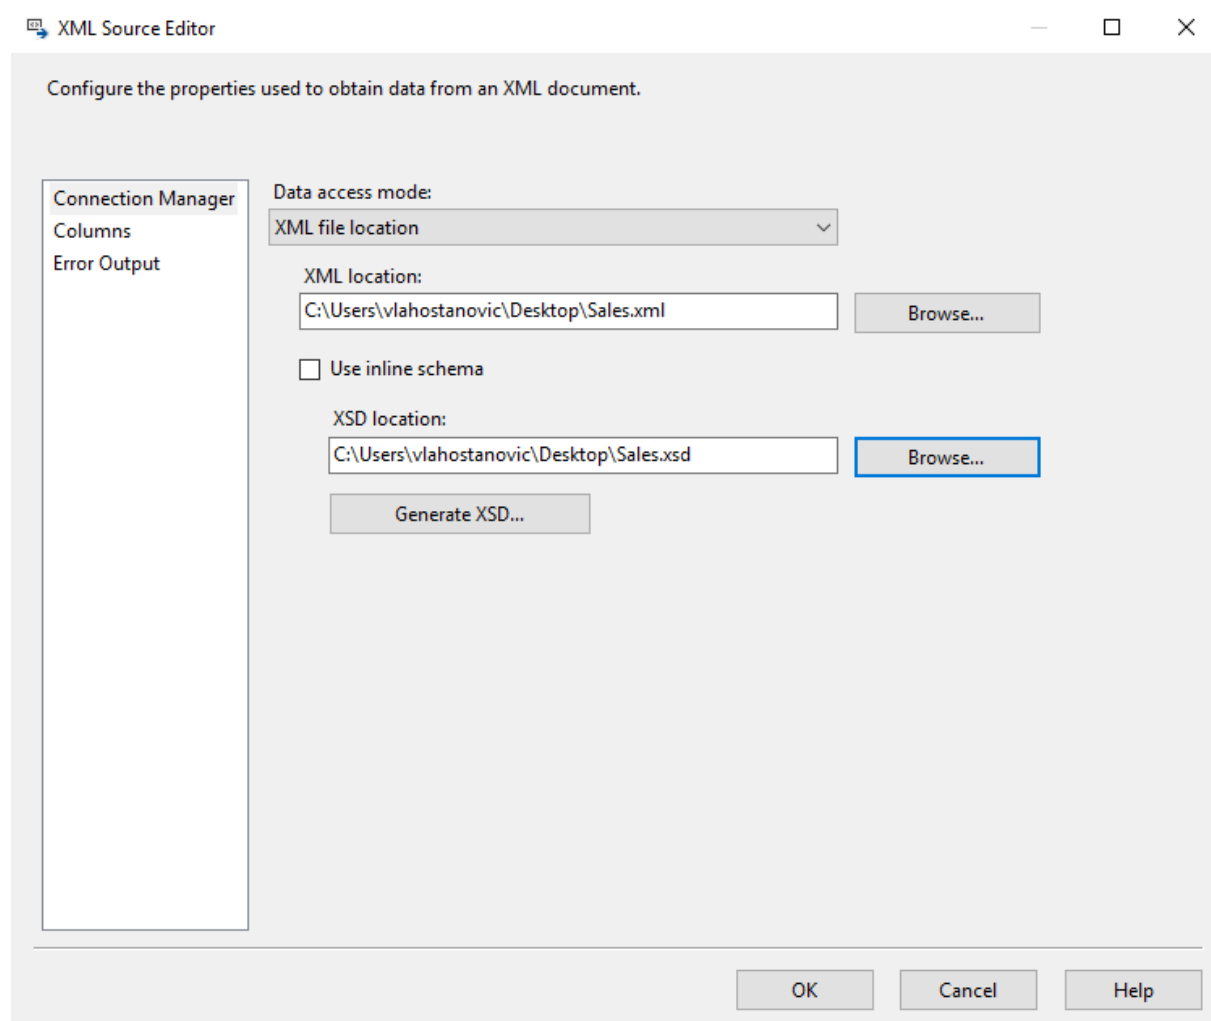 XML Source Editor
Configure the properties used to obtain data from an XML document.
Connection Manager
Columns
Error Output
Data access mode:
XML file location
XML location:
C:\Users\vlahostanovic\Desktop\Sales.xml
Browse...
Use inline schema
XSD location:
C:\Users\vlahostanovic\Desktop\Sales.xsd
Browse...
Generate XSD...
OK
Cancel
Help